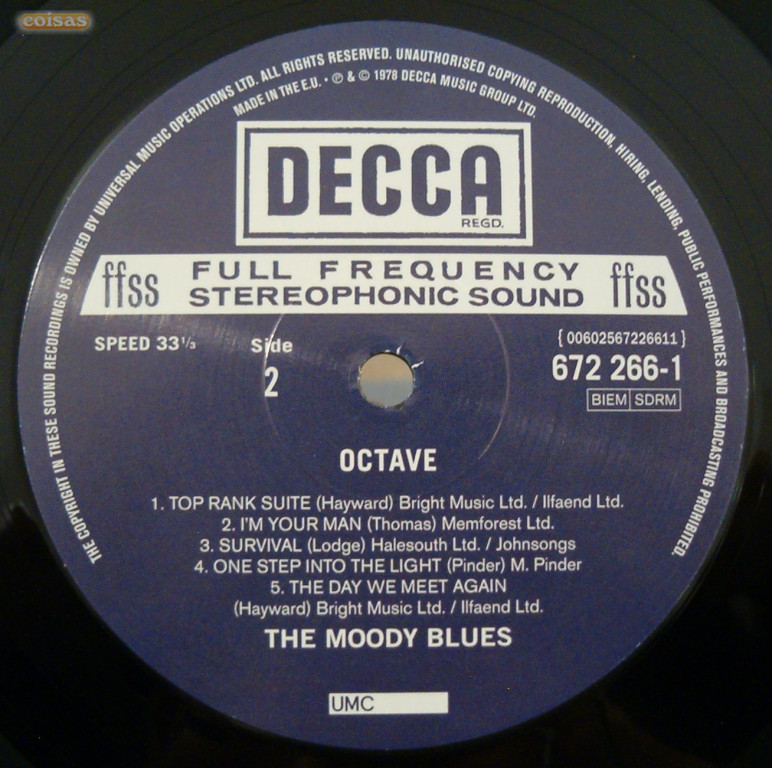 coisas
THE COPYRIGHT IN THESE SOUND RECORDINGS IS OWNED BY UNIVERSAL MUSIC OPERATIONS LTD. ALL RIGHTS RESERVED. UNAUTHORISED COPYING REPRODUCTION, HIRING, LENDING, PUBLIC PERFORMANCES AND BROADCASTING PROHIBITED.
MADE IN THE E.U. • ℗ & © 1978 DECCA MUSIC GROUP LTD.
DECCA
REGD.
ffss FULL FREQUENCY STEREOPHONIC SOUND ffss
SPEED 33 1/3
Side
2
{00602567226611}
672 266-1
BIEM SDRM
OCTAVE
1. TOP RANK SUITE (Hayward) Bright Music Ltd. / Ilfaend Ltd.
2. I'M YOUR MAN (Thomas) Memforest Ltd.
3. SURVIVAL (Lodge) Halesouth Ltd. / Johnsongs
4. ONE STEP INTO THE LIGHT (Pinder) M. Pinder
5. THE DAY WE MEET AGAIN
(Hayward) Bright Music Ltd. / Ilfaend Ltd.
THE MOODY BLUES
UMC